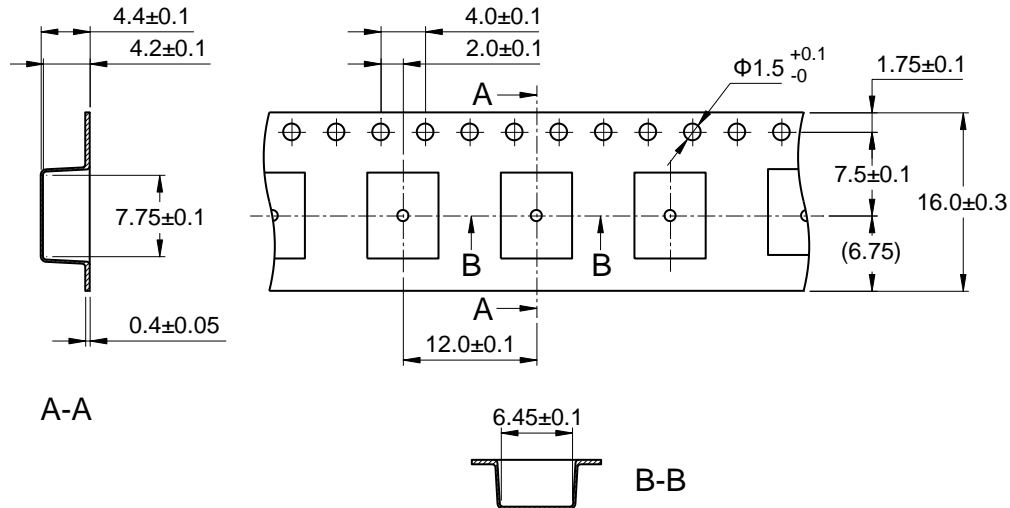 4.4±0.1
4.2±0.1
4.0±0.1
2.0±0.1
Φ1.5 +0.1 -0
1.75±0.1
A
7.5±0.1
16.0±0.3
7.75±0.1
(6.75)
B
B
A
0.4±0.05
12.0±0.1
A-A
6.45±0.1
B-B